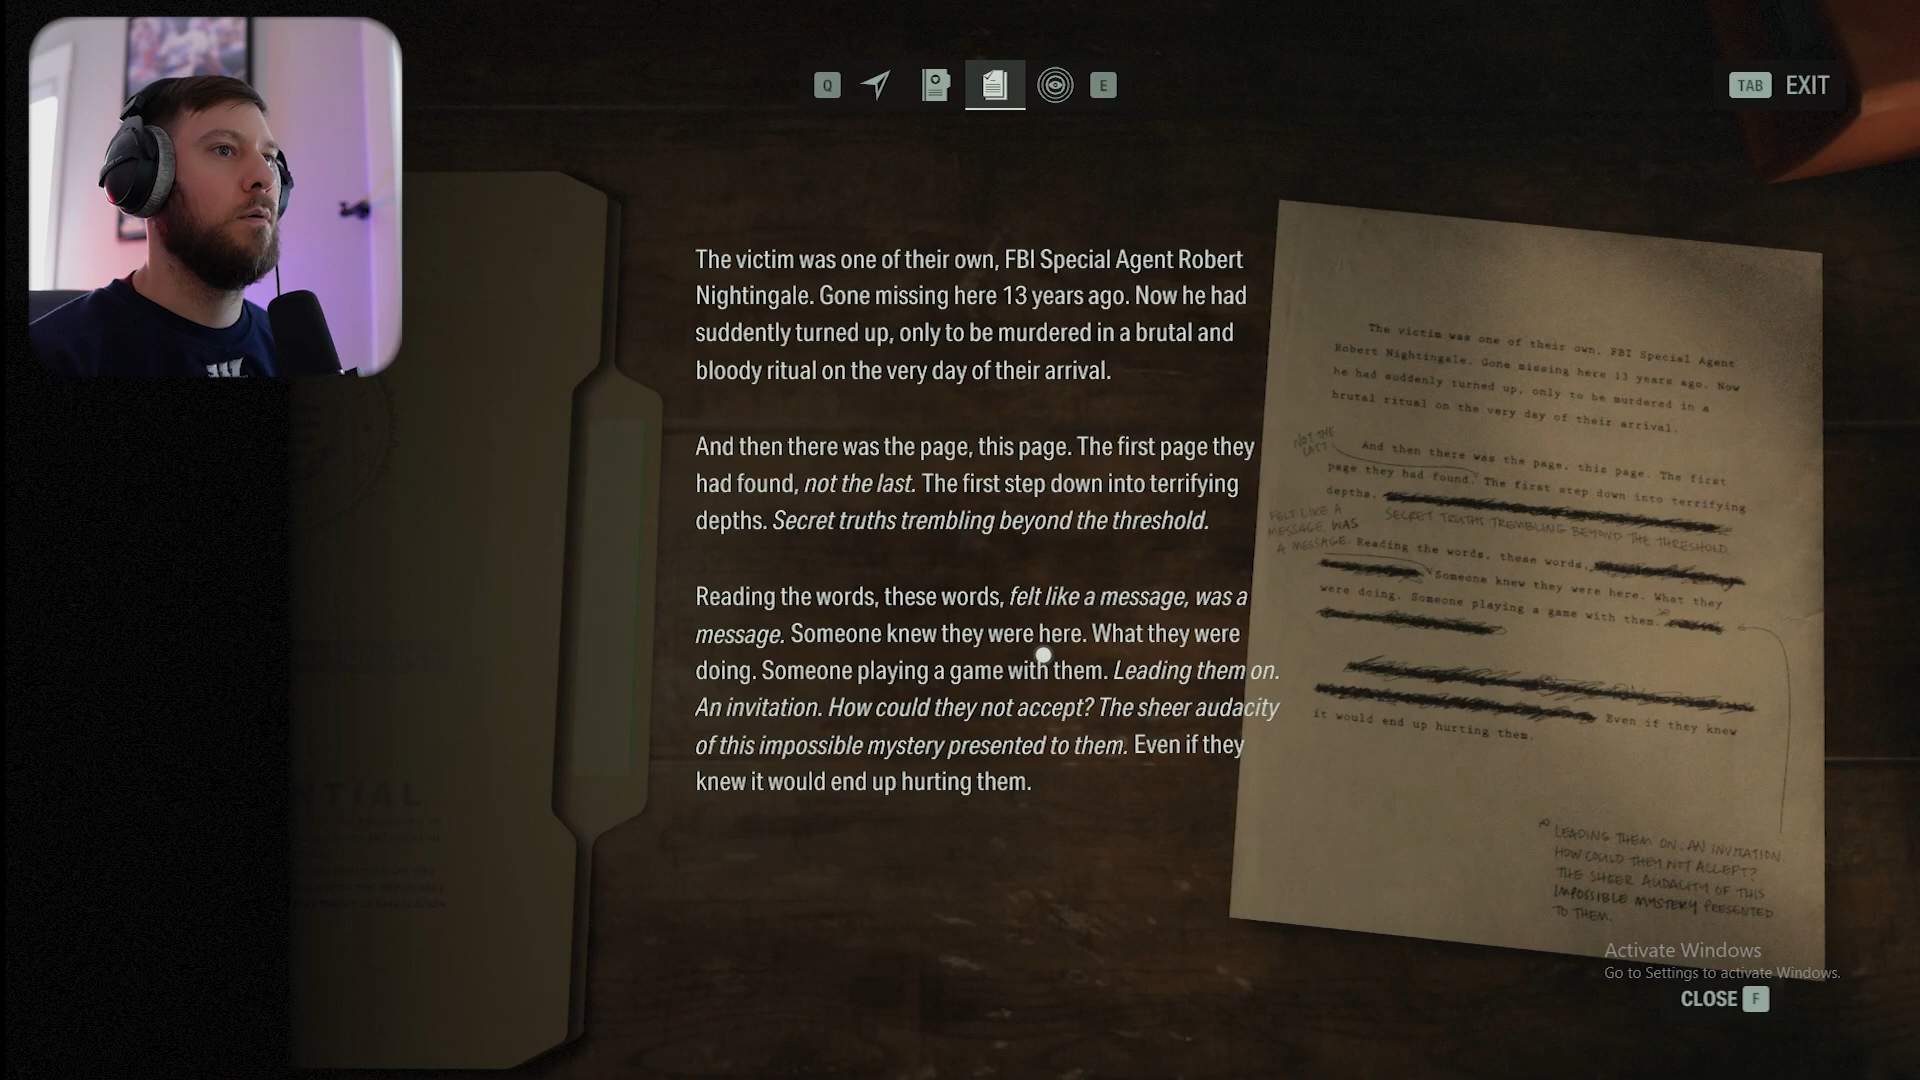 Q
E
TAB EXIT
The victim was one of their own, FBI Special Agent Robert
Nightingale. Gone missing here 13 years ago. Now he had
suddenly turned up, only to be murdered in a brutal and
bloody ritual on the very day of their arrival.
And then there was the page, this page. The first page they
had found, not the last. The first step down into terrifying
depths. Secret truths trembling beyond the threshold.
Reading the words, these words, felt like a message, was a
message. Someone knew they were here. What they were
doing. Someone playing a game with them. Leading them on.
An invitation. How could they not accept? The sheer audacity
of this impossible mystery presented to them. Even if they
knew it would end up hurting them.
The victim was one of their own, FBI Special Agent
Robert Nightingale. Gone missing here 13 years ago. Now
he had suddenly turned up, only to be murdered in a
brutal ritual on the very day of their arrival.
NOT THE
LAST
And then there was the page, this page. The first
page they had found. The first step down into terrifying
depths.
SECRET TRUTHS TREMBLING BEYOND THE THRESHOLD.
FELT LIKE A
MESSAGE, WAS
A MESSAGE.
Reading the words, these words,
Someone knew they were here. What they
were doing. Someone playing a game with them.
Even if they knew
it would end up hurting them.
LEADING THEM ON. AN INVITATION.
HOW COULD THEY NOT ACCEPT?
THE SHEER AUDACITY OF THIS
IMPOSSIBLE MYSTERY PRESENTED
TO THEM.
NTIAL
Activate Windows
Go to Settings to activate Windows.
CLOSE F